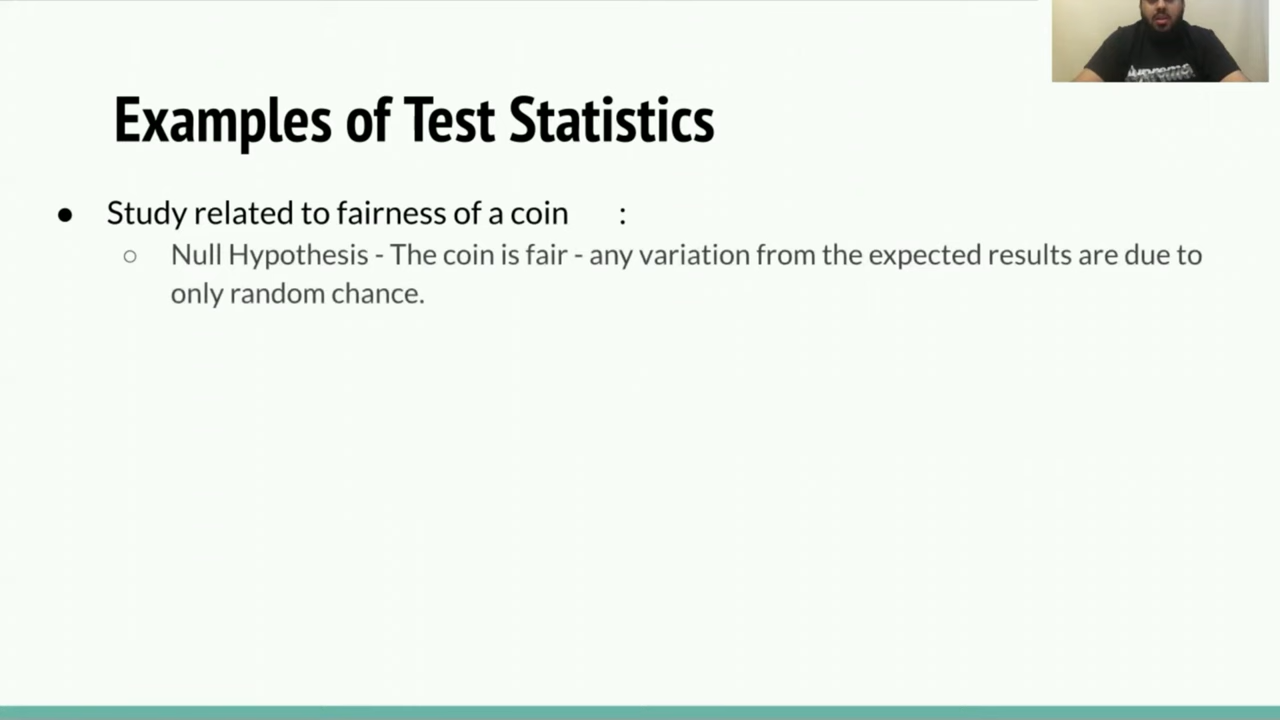 Examples of Test Statistics
● Study related to fairness of a coin :
○ Null Hypothesis - The coin is fair - any variation from the expected results are due to
only random chance.